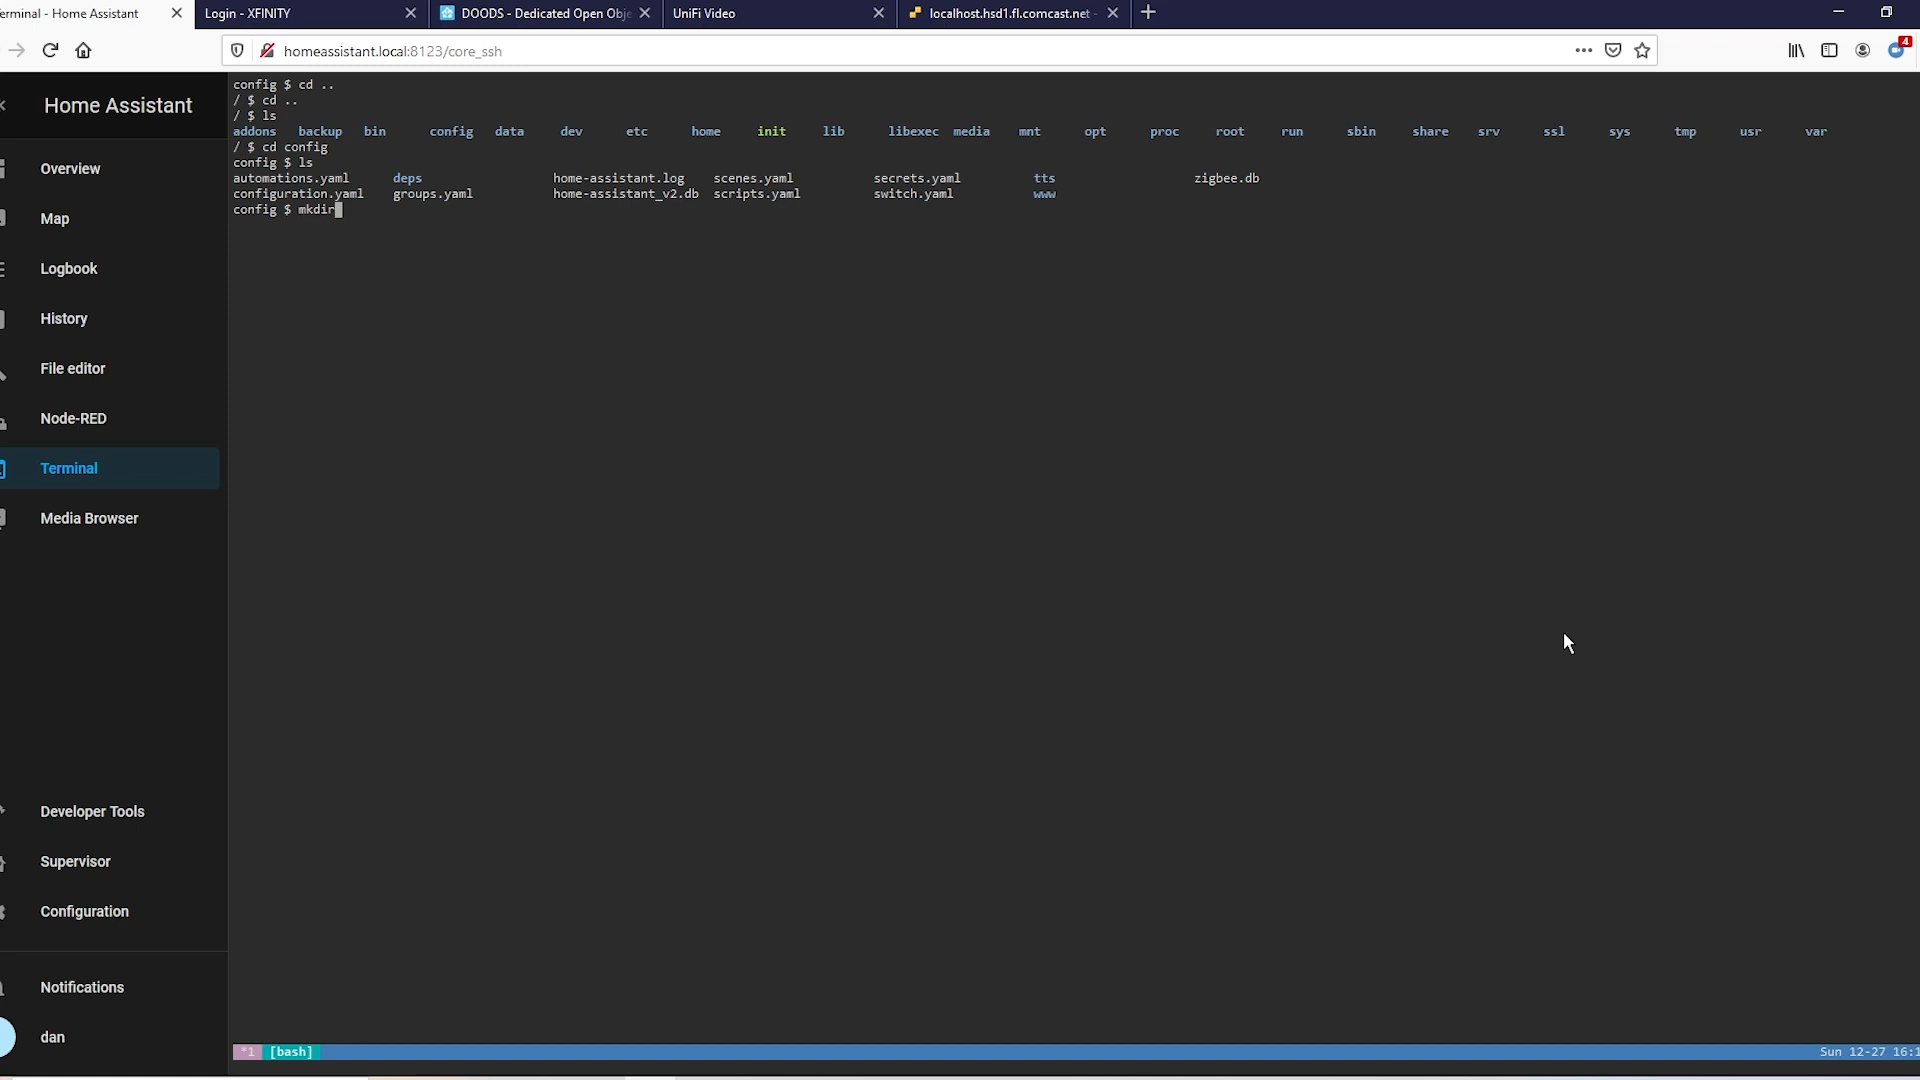 erminal - Home Assistant
Login - XFINITY
DOODS - Dedicated Open Obje
UniFi Video
localhost.hsd1.fl.comcast.net -
homeassistant.local:8123/core_ssh
4
Home Assistant
Overview
Map
Logbook
History
File editor
Node-RED
Terminal
Media Browser
Developer Tools
Supervisor
Configuration
Notifications
dan
config $ cd ..
/ $ cd ..
/ $ ls
addons backup bin config data dev etc home init lib libexec media mnt opt proc root run sbin share srv ssl sys tmp usr var
/ $ cd config
config $ ls
automations.yaml deps home-assistant.log scenes.yaml secrets.yaml tts zigbee.db
configuration.yaml groups.yaml home-assistant_v2.db scripts.yaml switch.yaml www
config $ mkdir
*1 [bash] Sun 12-27 16:1